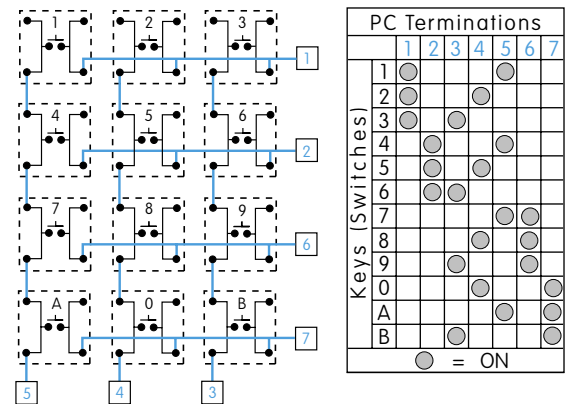 1 2 3
1
4 5 6
2
7 8 9
6
A 0 B
7
5 4 3
PC Terminations
1 2 3 4 5 6 7
Keys (Switches)
1
2
3
4
5
6
7
8
9
0
A
B
= ON